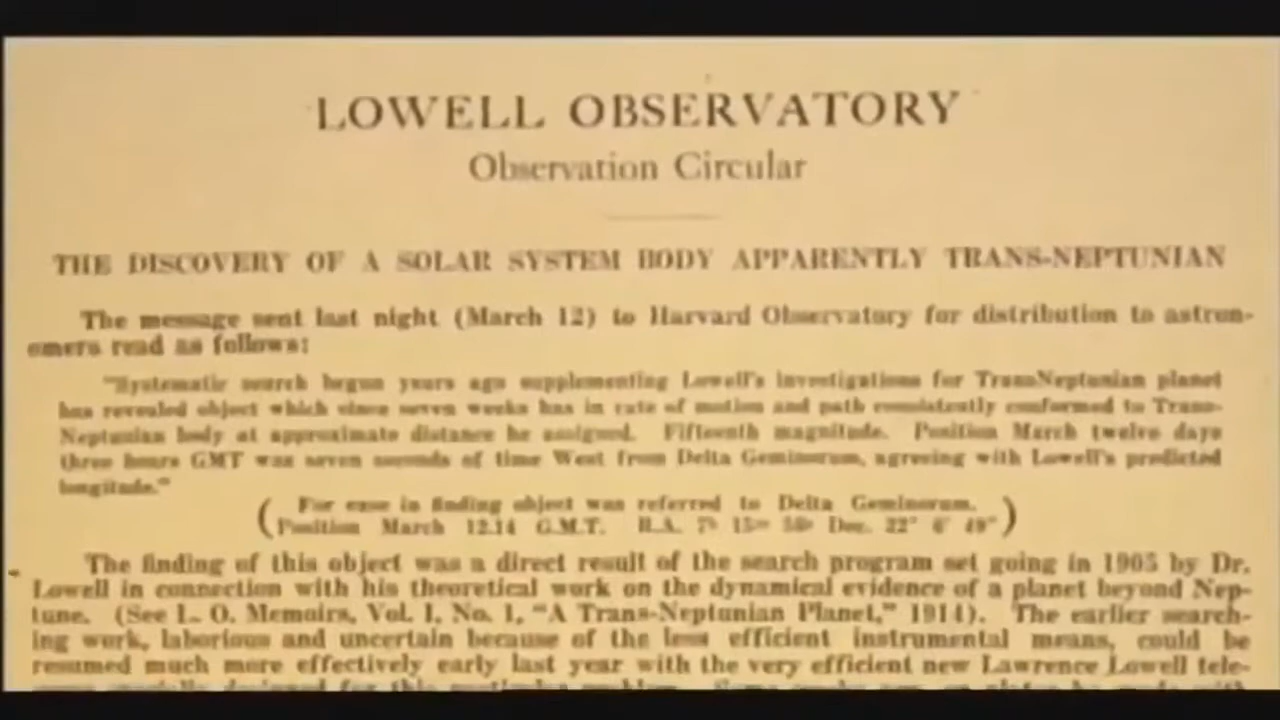 LOWELL OBSERVATORY
Observation Circular
THE DISCOVERY OF A SOLAR SYSTEM BODY APPARENTLY TRANS-NEPTUNIAN
The message sent last night (March 12) to Harvard Observatory for distribution to astron-
omers read as follows:
"Systematic search begun years ago supplementing Lowell's investigations for TransNeptunian planet
has revealed object which since seven weeks has in rate of motion and path consistently conformed to Trans-
Neptunian body at approximate distance he assigned. Fifteenth magnitude. Position March twelve days
three hours GMT was seven seconds of time West from Delta Geminorum, agreeing with Lowell's predicted
longitude."
(For ease in finding object was referred to Delta Geminorum.
Position March 12.14 G.M.T. R.A. 7h 15m Dec. 22° 6' 49")
The finding of this object was a direct result of the search program set going in 1905 by Dr.
Lowell in connection with his theoretical work on the dynamical evidence of a planet beyond Nep-
tune. (See L. O. Memoirs, Vol. I, No. 1, "A Trans-Neptunian Planet," 1914). The earlier search-
ing work, laborious and uncertain because of the less efficient instrumental means, could be
resumed much more effectively early last year with the very efficient new Lawrence Lowell tele-